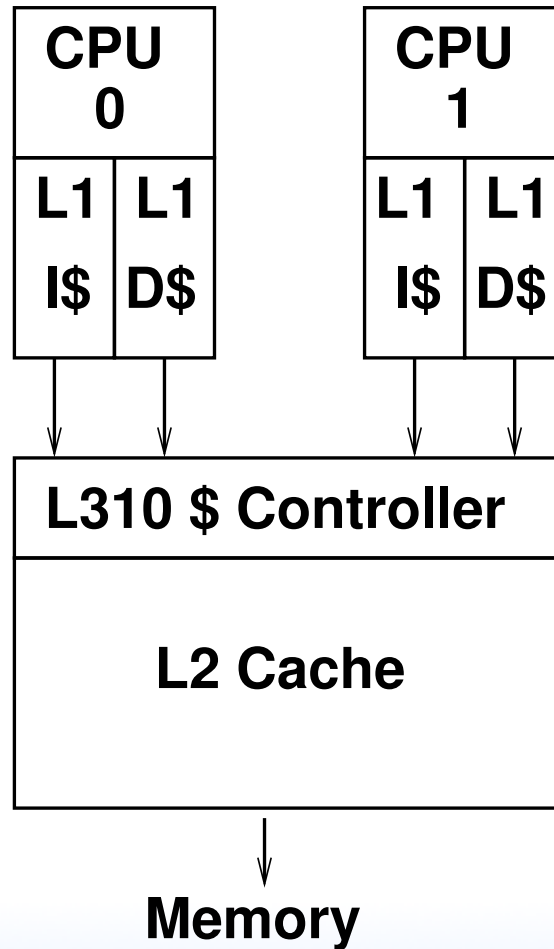 CPU
0
CPU
1
L1
I$
L1
D$
L1
I$
L1
D$
L310 $ Controller
L2 Cache
Memory